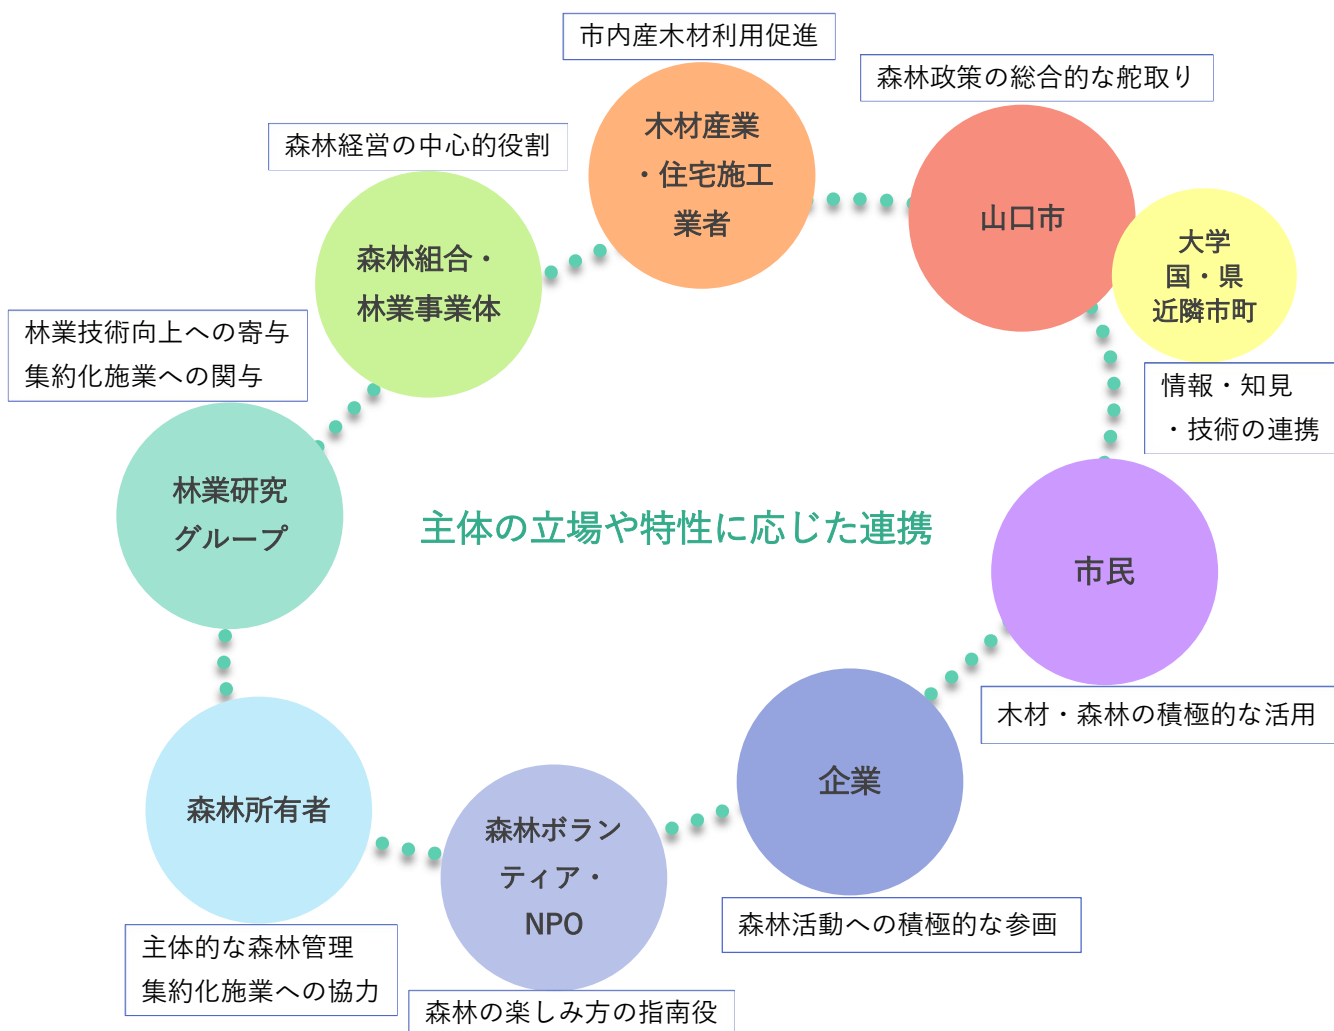 市内産木材利用促進
木材産業
・住宅施工
業者
森林政策の総合的な舵取り
山口市
大学
国・県
近隣市町
情報・知見
・技術の連携
森林経営の中心的役割
森林組合・
林業事業体
林業技術向上への寄与
集約化施業への関与
林業研究
グループ
主体の立場や特性に応じた連携
市民
木材・森林の積極的な活用
企業
森林活動への積極的な参画
森林所有者
主体的な森林管理
集約化施業への協力
森林ボラン
ティア・
NPO
森林の楽しみ方の指南役